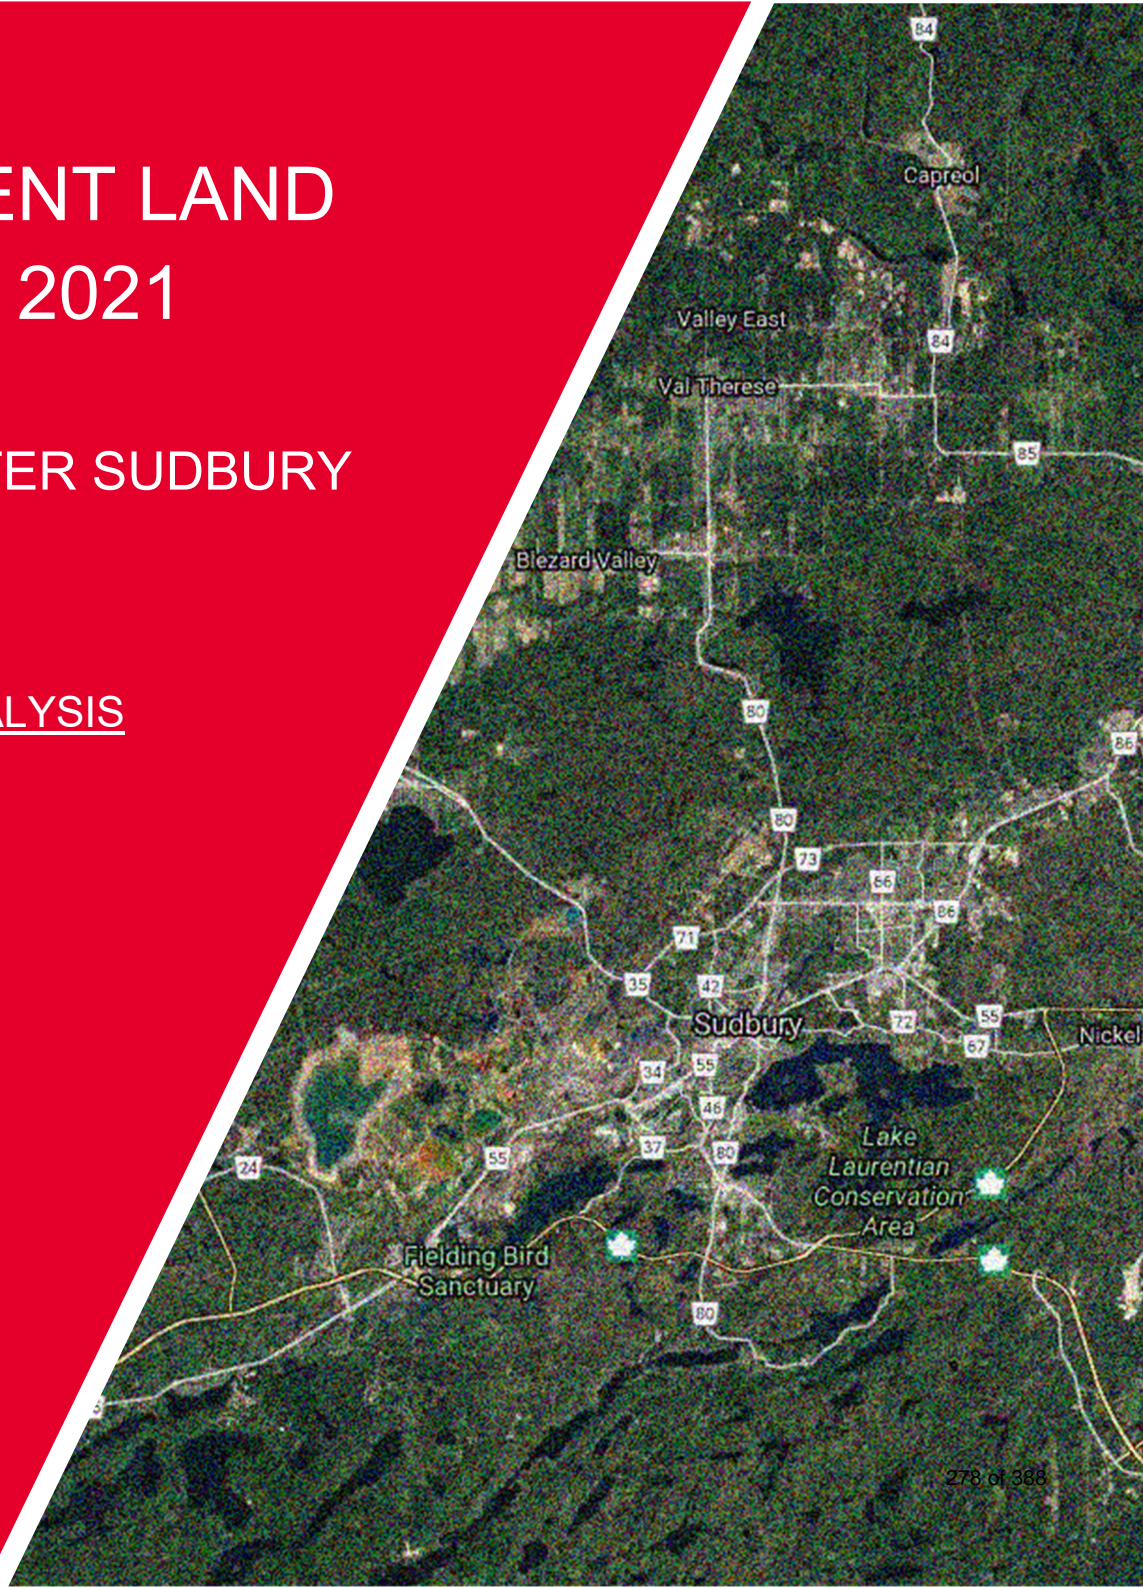 ENT LAND
2021
TER SUDBURY
ALYSIS
84
Capreol
Valley East
84
Val Therese
85
Blezard Valley
80
86
80
73
66
86
71
35
42
Sudbury
72
55
67
Nickel
34
55
46
37
80
55
24
Lake
Laurentian
Conservation
Area
Fielding Bird
Sanctuary
80
278 of 388